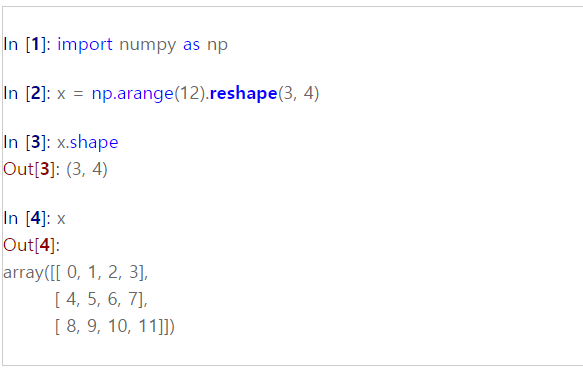 In [1]: import numpy as np
In [2]: x = np.arange(12).reshape(3, 4)
In [3]: x.shape
Out[3]: (3, 4)
In [4]: x
Out[4]:
array([[ 0, 1, 2, 3],
[ 4, 5, 6, 7],
[ 8, 9, 10, 11]])